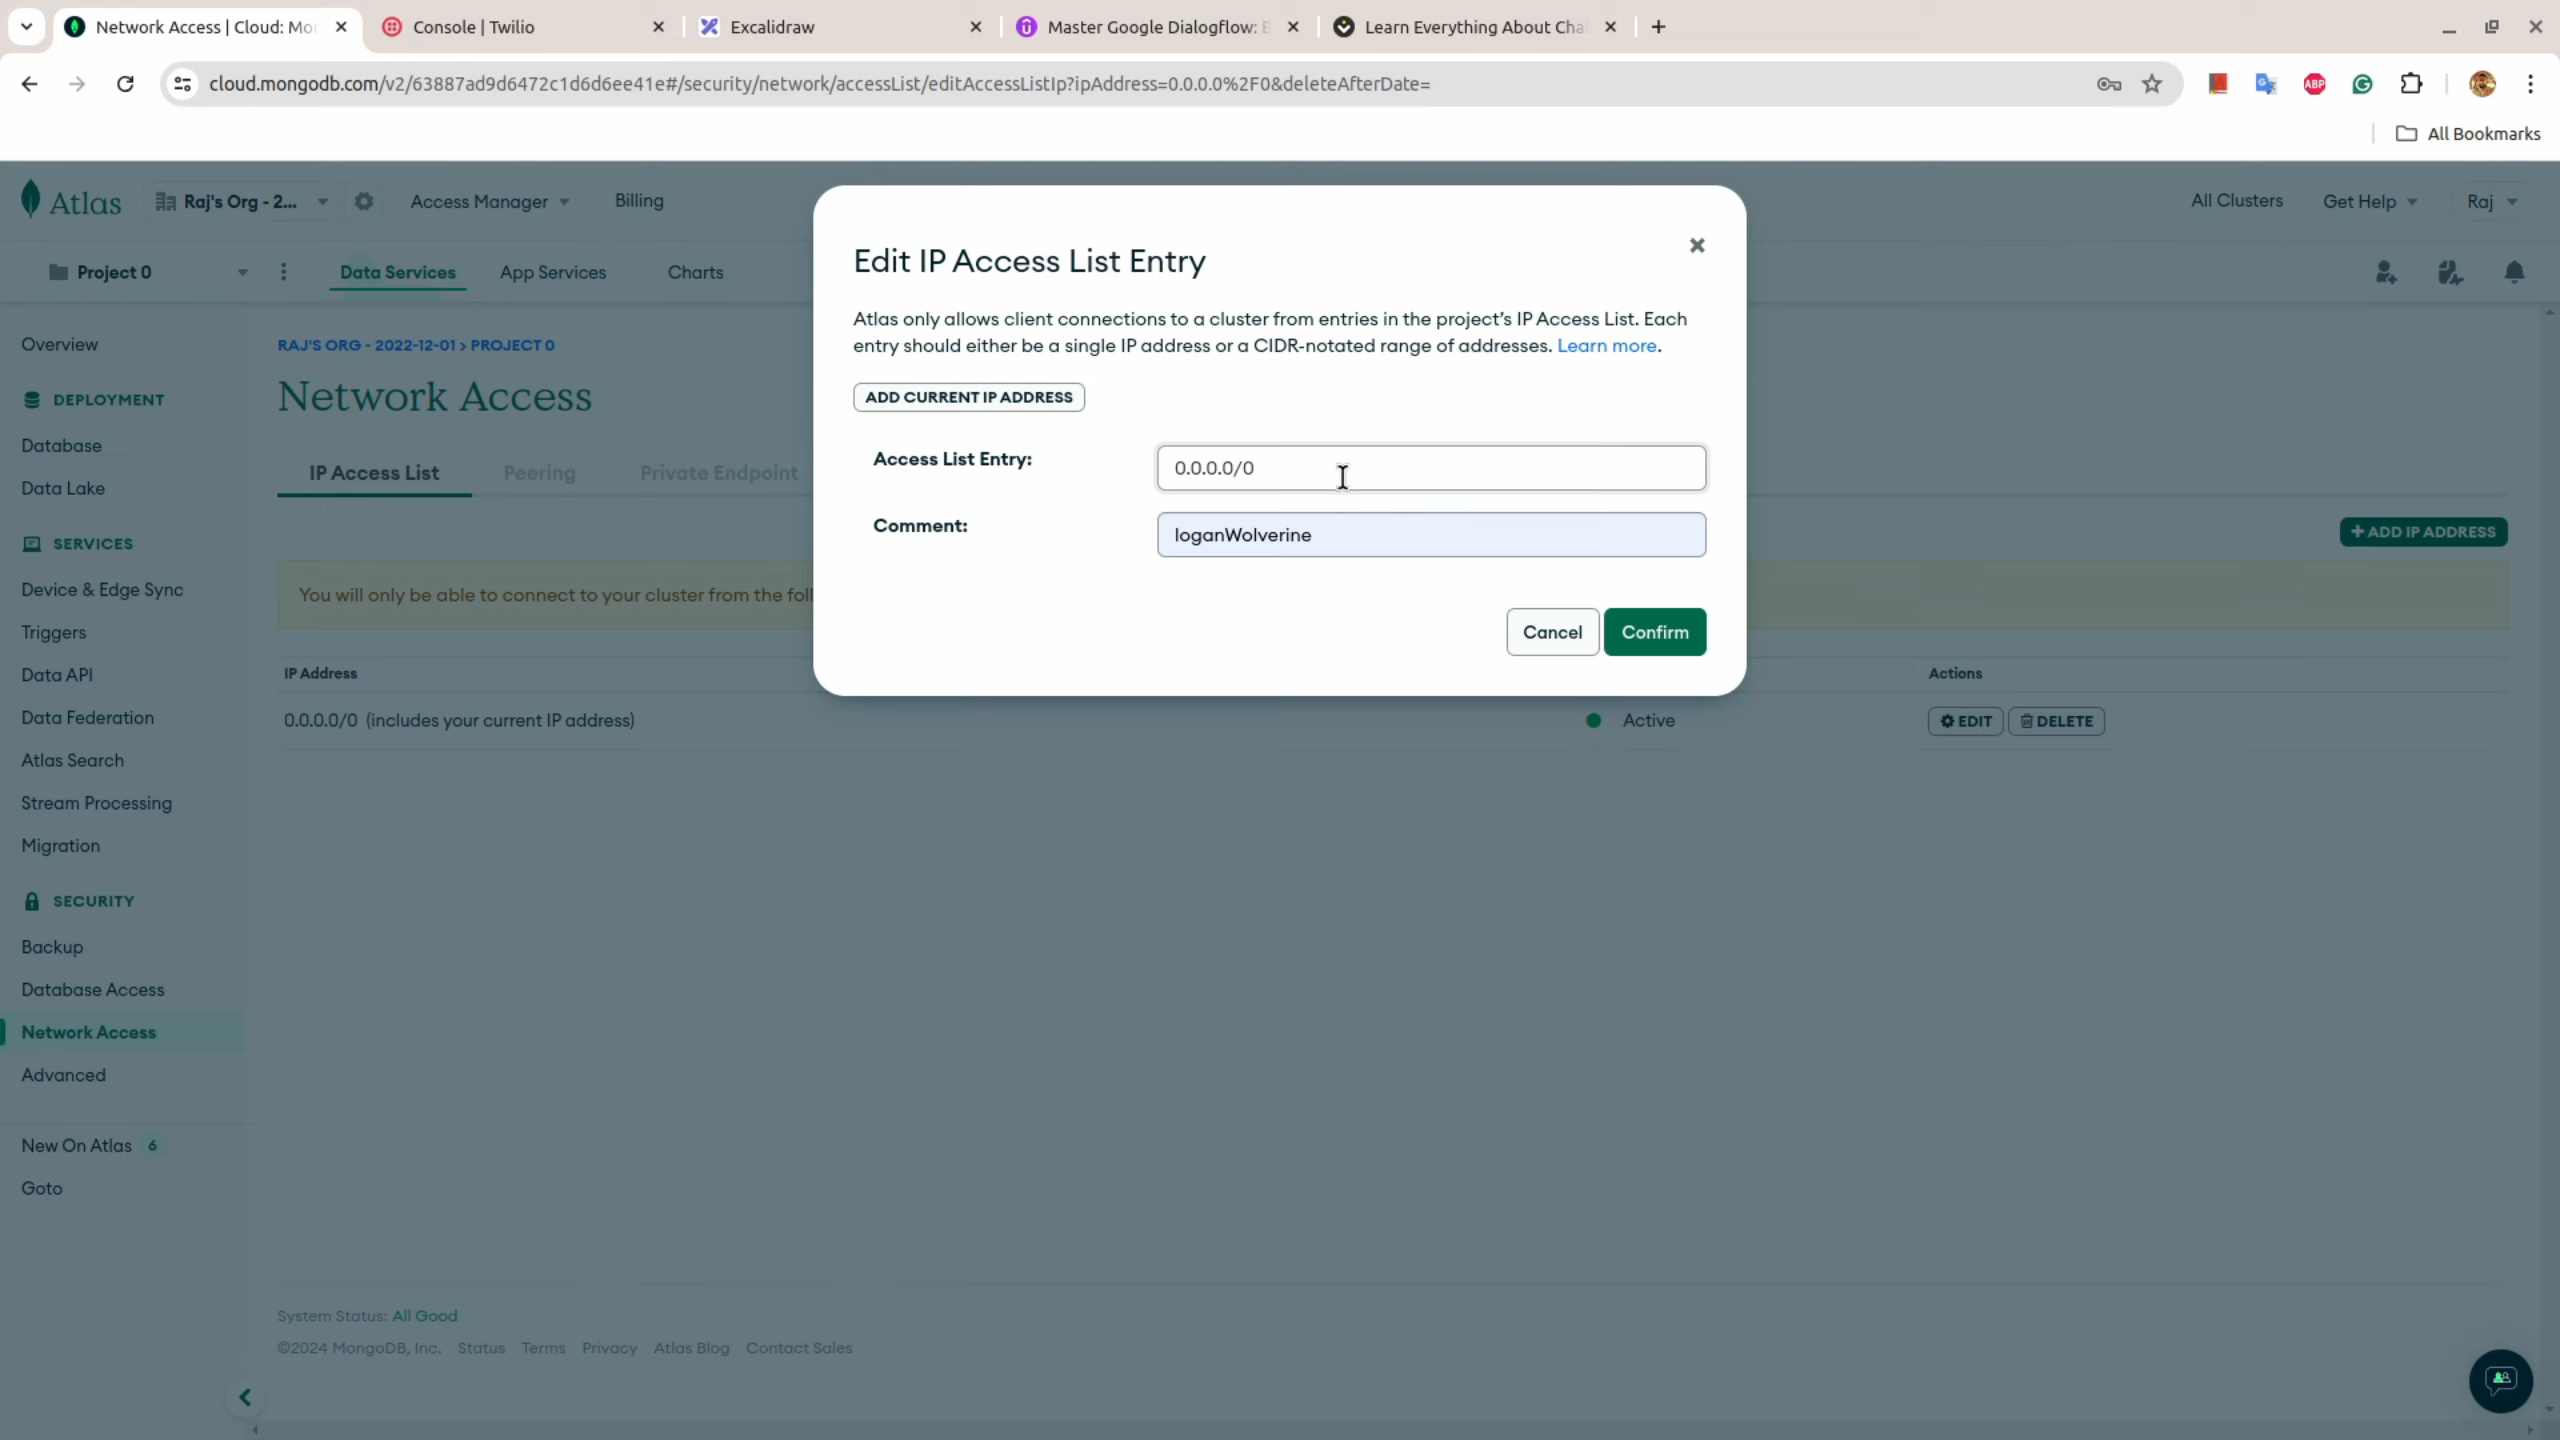 Network Access | Cloud: Mon
Console | Twilio
Excalidraw
Master Google Dialogflow: B
Learn Everything About Cha
cloud.mongodb.com/v2/63887ad9d6472c1d6d6ee41e#/security/network/accessList/editAccessListIp?ipAddress=0.0.0.0%2F0&deleteAfterDate=
ABP
All Bookmarks
Atlas
Raj's Org - 2...
Access Manager
Billing
All Clusters
Get Help
Raj
Project 0
Data Services
App Services
Charts
Overview
DEPLOYMENT
Database
Data Lake
SERVICES
Device & Edge Sync
Triggers
Data API
Data Federation
Atlas Search
Stream Processing
Migration
SECURITY
Backup
Database Access
Network Access
Advanced
New On Atlas 6
Goto
RAJ'S ORG - 2022-12-01 > PROJECT 0
Network Access
IP Access List
Peering
Private Endpoint
+ ADD IP ADDRESS
You will only be able to connect to your cluster from the foll
IP Address
Actions
0.0.0.0/0 (includes your current IP address)
Active
EDIT
DELETE
Edit IP Access List Entry
Atlas only allows client connections to a cluster from entries in the project's IP Access List. Each
entry should either be a single IP address or a CIDR-notated range of addresses. Learn more.
ADD CURRENT IP ADDRESS
Access List Entry:
0.0.0.0/0
Comment:
loganWolverine
Cancel
Confirm
System Status: All Good
©2024 MongoDB, Inc. Status Terms Privacy Atlas Blog Contact Sales